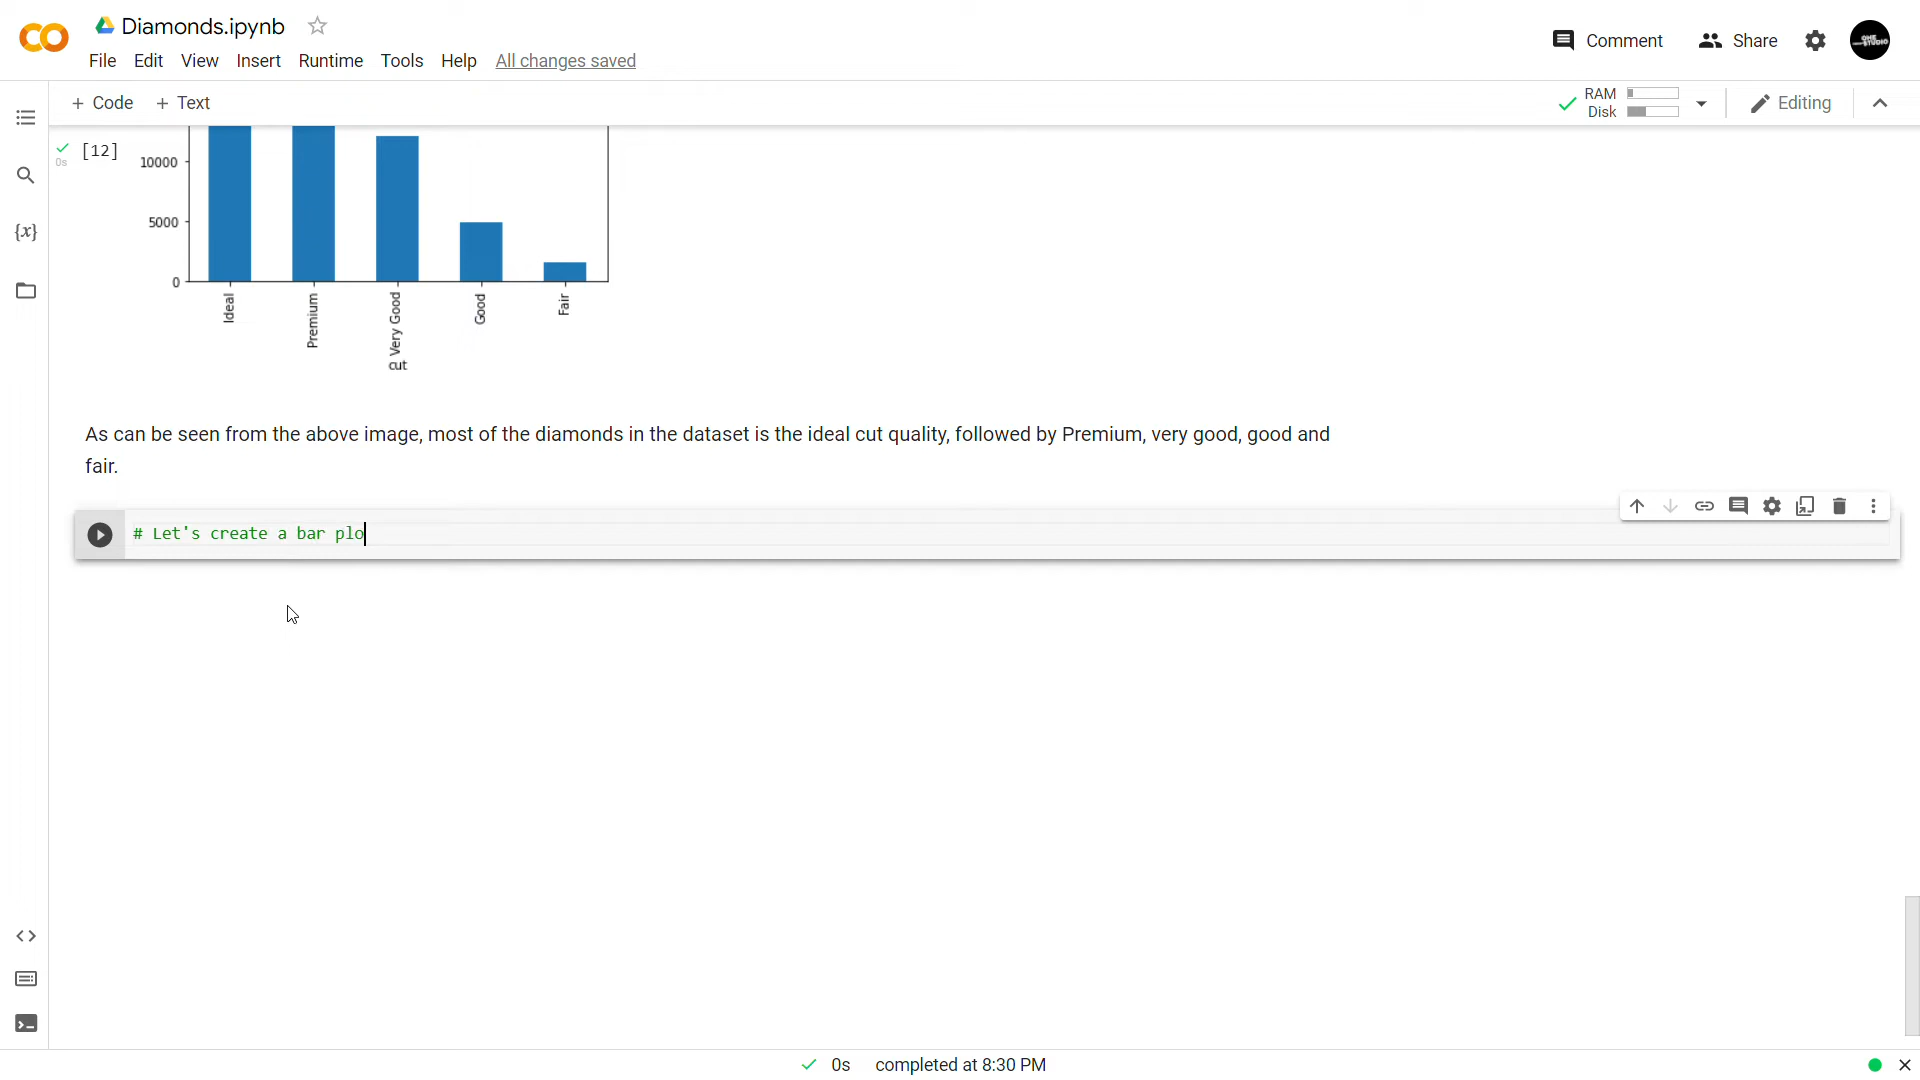 Diamonds.ipynb
Comment
Share
File Edit View Insert Runtime Tools Help All changes saved
+ Code + Text
RAM
Disk
Editing
[12]
0s
10000
5000
0
Ideal
Premium
Very Good
Good
Fair
cut
As can be seen from the above image, most of the diamonds in the dataset is the ideal cut quality, followed by Premium, very good, good and
fair.
# Let's create a bar plo
{x}
0s completed at 8:30 PM